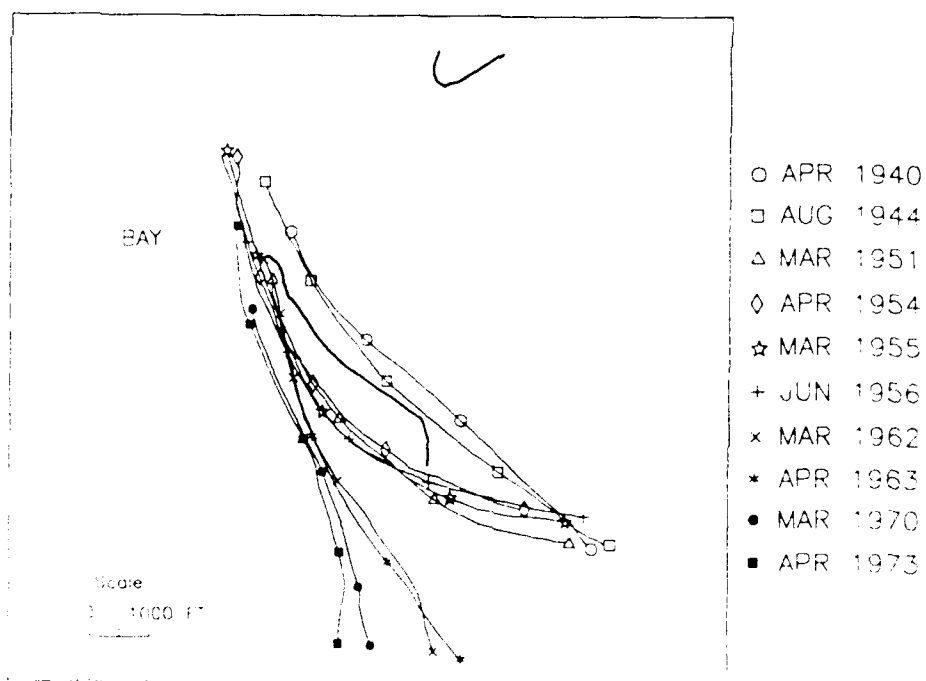 BAY
○ APR 1940
□ AUG 1944
△ MAR 1951
◇ APR 1954
☆ MAR 1955
+ JUN 1956
× MAR 1962
* APR 1963
● MAR 1970
■ APR 1973
Scale
1000 FT